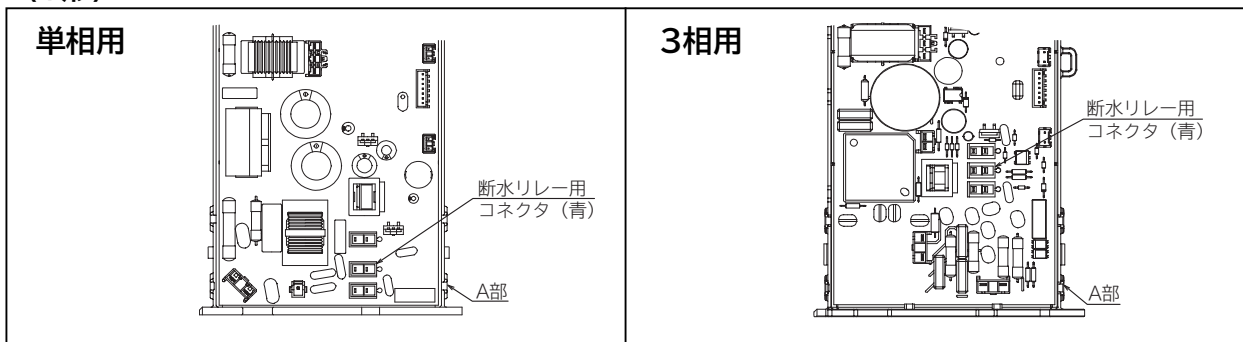 単相用
断水リレー用
コネクタ（青）
A部
3相用
断水リレー用
コネクタ（青）
A部